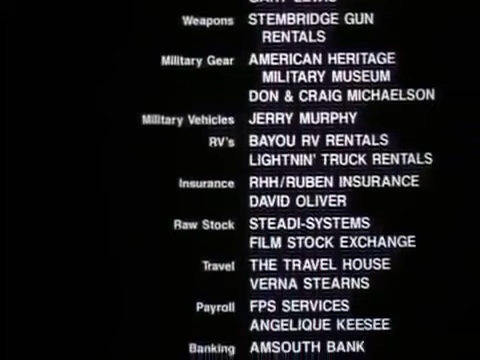 Weapons STEMBRIDGE GUN
RENTALS
Military Gear AMERICAN HERITAGE
MILITARY MUSEUM
DON & CRAIG MICHAELSON
Military Vehicles JERRY MURPHY
RV's BAYOU RV RENTALS
LIGHTNIN' TRUCK RENTALS
Insurance RHH/RUBEN INSURANCE
DAVID OLIVER
Raw Stock STEADI-SYSTEMS
FILM STOCK EXCHANGE
Travel THE TRAVEL HOUSE
VERNA STEARNS
Payroll FPS SERVICES
ANGELIQUE KEESEE
Banking AMSOUTH BANK